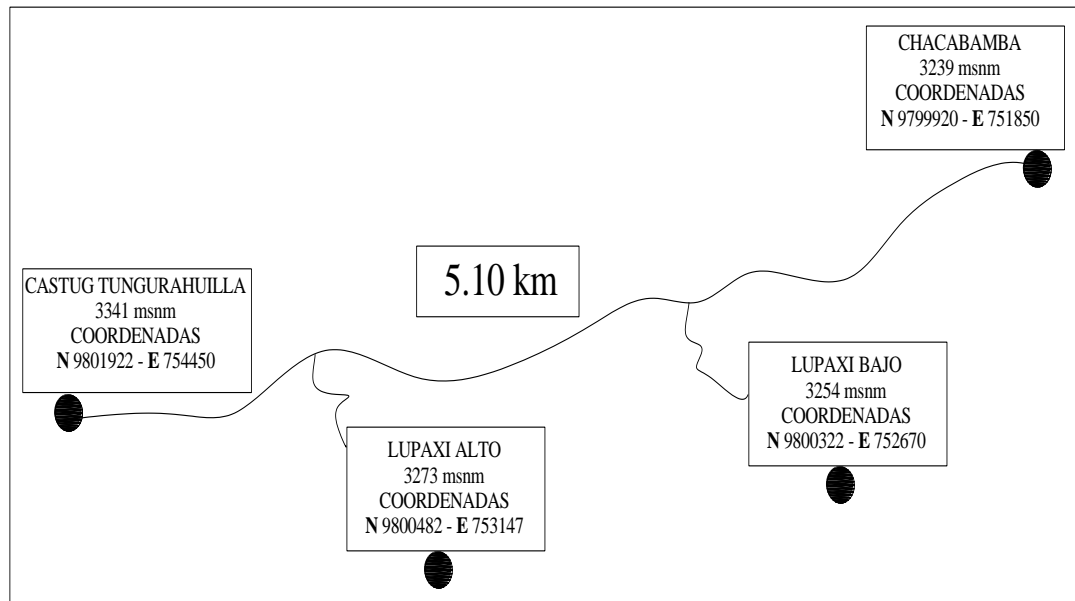 CHACABAMBA
3239 msnm
COORDENADAS
N 9799920 - E 751850
5.10 km
CASTUG TUNGURAHUILLA
3341 msnm
COORDENADAS
N 9801922 - E 754450
LUPAXI BAJO
3254 msnm
COORDENADAS
N 9800322 - E 752670
LUPAXI ALTO
3273 msnm
COORDENADAS
N 9800482 - E 753147